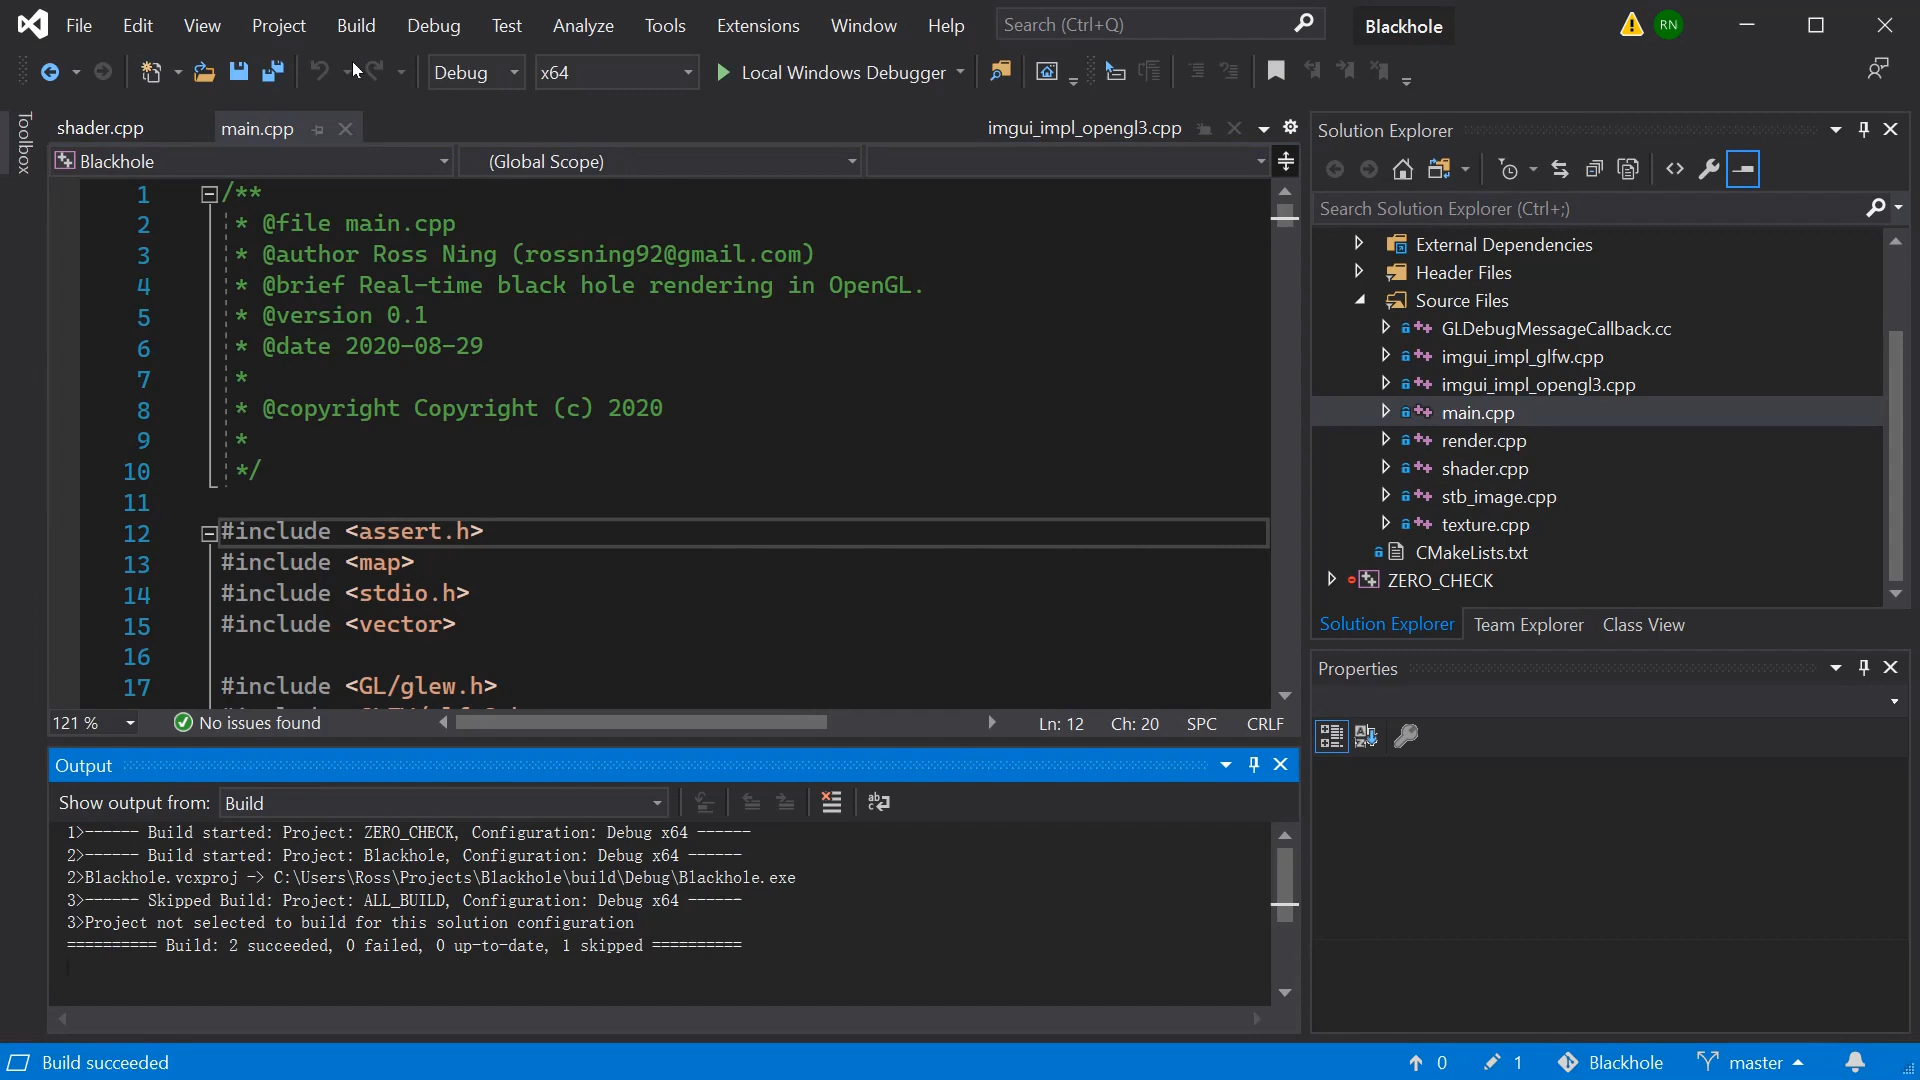 File Edit View Project Build Debug Test Analyze Tools Extensions Window Help Search (Ctrl+Q) Blackhole RN
Debug x64 Local Windows Debugger
Toolbox
shader.cpp main.cpp imgui_impl_opengl3.cpp
Blackhole (Global Scope)
1 /**
2 * @file main.cpp
3 * @author Ross Ning (rossning92@gmail.com)
4 * @brief Real-time black hole rendering in OpenGL.
5 * @version 0.1
6 * @date 2020-08-29
7 *
8 * @copyright Copyright (c) 2020
9 *
10 */
11
12 #include <assert.h>
13 #include <map>
14 #include <stdio.h>
15 #include <vector>
16
17 #include <GL/glew.h>
121 % No issues found Ln: 12 Ch: 20 SPC CRLF
Output
Show output from: Build
1>------ Build started: Project: ZERO_CHECK, Configuration: Debug x64 ------
2>------ Build started: Project: Blackhole, Configuration: Debug x64 ------
2>Blackhole.vcxproj -> C:\Users\Ross\Projects\Blackhole\build\Debug\Blackhole.exe
3>------ Skipped Build: Project: ALL_BUILD, Configuration: Debug x64 ------
3>Project not selected to build for this solution configuration
========== Build: 2 succeeded, 0 failed, 0 up-to-date, 1 skipped ==========
Solution Explorer
Search Solution Explorer (Ctrl+;)
External Dependencies
Header Files
Source Files
GLDebugMessageCallback.cc
imgui_impl_glfw.cpp
imgui_impl_opengl3.cpp
main.cpp
render.cpp
shader.cpp
stb_image.cpp
texture.cpp
CMakeLists.txt
ZERO_CHECK
Solution Explorer Team Explorer Class View
Properties
Build succeeded 0 1 Blackhole master